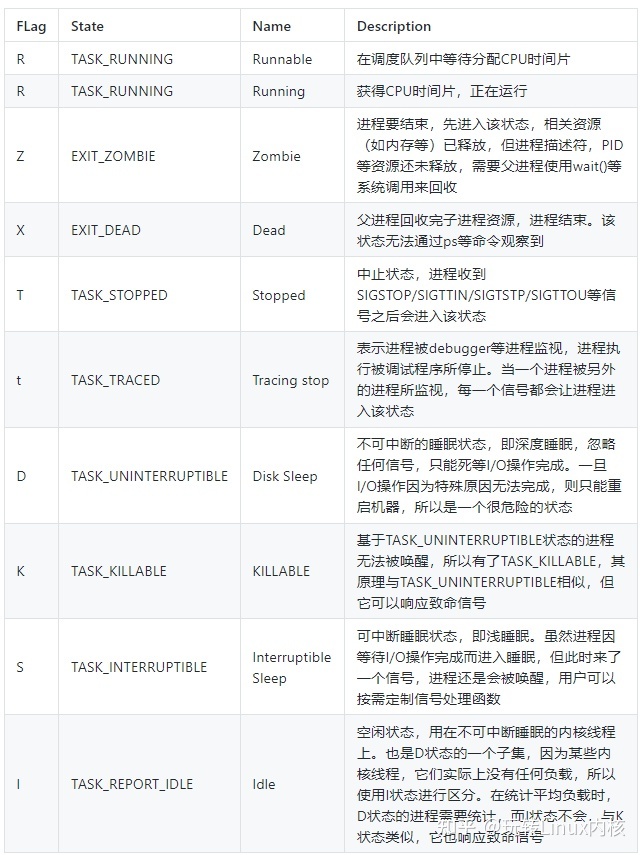 FLag State Name Description
R TASK_RUNNING Runnable 在调度队列中等待分配CPU时间片
R TASK_RUNNING Running 获得CPU时间片，正在运行
进程要结束，先进入该状态，相关资源
（如内存等）已释放，但进程描述符，PID
Z EXIT_ZOMBIE Zombie
等资源还未释放，需要父进程使用wait()等
系统调用来回收
父进程回收完子进程资源，进程结束。该
X EXIT_DEAD Dead
状态无法通过ps等命令观察到
中止状态，进程收到
T TASK_STOPPED Stopped SIGSTOP/SIGTTIN/SIGTSTP/SIGTTOU等信
号之后会进入该状态
表示进程被debugger等进程监视，进程执
行被调试程序所停止。当一个进程被另外
t TASK_TRACED Tracing stop
的进程所监视，每一个信号都会让进程进
入该状态
不可中断的睡眠状态，即深度睡眠，忽略
任何信号，只能死等I/O操作完成。一旦
D TASK_UNINTERRUPTIBLE Disk Sleep
I/O操作因为特殊原因无法完成，则只能重
启机器，所以是一个很危险的状态
基于TASK_UNINTERRUPTIBLE状态的进程
无法被唤醒，所以有了TASK_KILLABLE，其
K TASK_KILLABLE KILLABLE
原理与TASK_UNINTERRUPTIBLE相似，但
它可以响应致命信号
可中断睡眠状态，即浅睡眠。虽然进程因
S TASK_INTERRUPTIBLE Interruptible Sleep
等待I/O操作完成而进入睡眠，但此时来了
一个信号，进程还是会被唤醒，用户可以
按需定制信号处理函数
空闲状态，用在不可中断睡眠的内核线程
上。也是D状态的一个子集，因为某些内
核线程，它们实际上没有任何负载，所以
I TASK_REPORT_IDLE Idle
使用I状态进行区分。在统计平均负载时，
D状态的进程需要统计，而I状态不会，与K
状态类似，它也响应致命信号
知乎 @玩转Linux内核